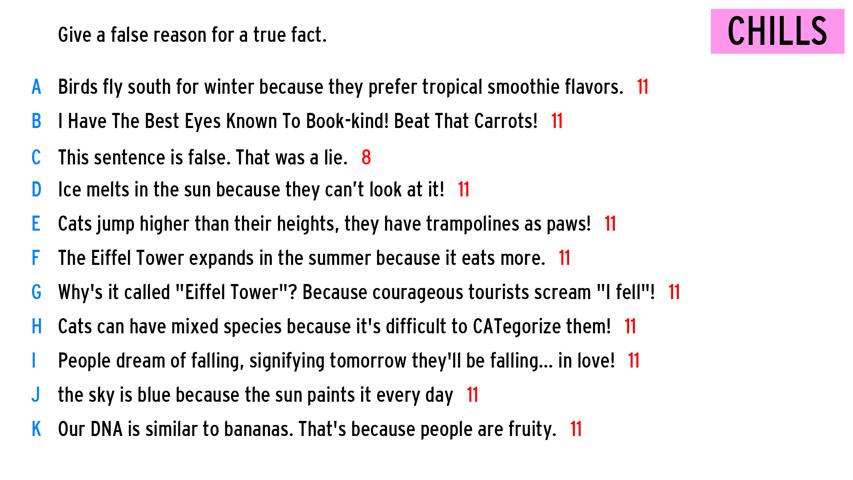 CHILLS
Give a false reason for a true fact.
A Birds fly south for winter because they prefer tropical smoothie flavors. 11
B I Have The Best Eyes Known To Book-kind! Beat That Carrots! 11
C This sentence is false. That was a lie. 8
D Ice melts in the sun because they can't look at it! 11
E Cats jump higher than their heights, they have trampolines as paws! 11
F The Eiffel Tower expands in the summer because it eats more. 11
G Why's it called "Eiffel Tower"? Because courageous tourists scream "I fell"! 11
H Cats can have mixed species because it's difficult to CATegorize them! 11
I People dream of falling, signifying tomorrow they'll be falling... in love! 11
J the sky is blue because the sun paints it every day 11
K Our DNA is similar to bananas. That's because people are fruity. 11